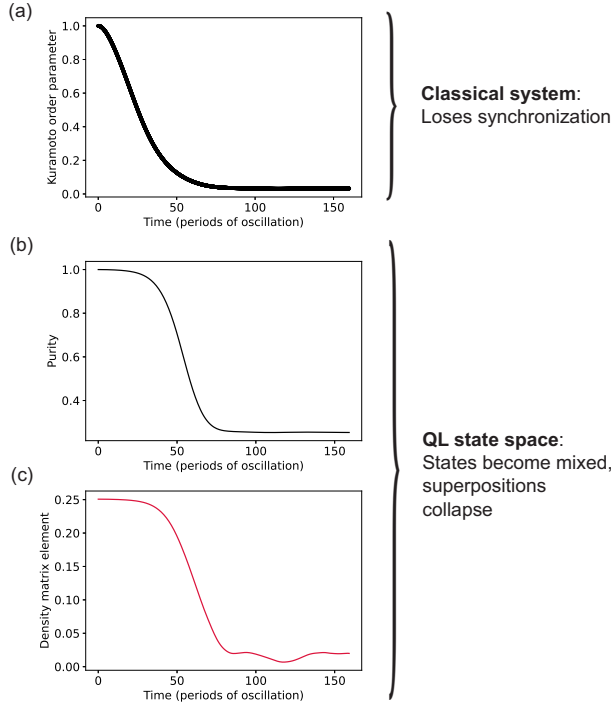 (a)
1.0
0.8
0.6
0.4
0.2
0.0
Kuramoto order parameter
0
50
100
150
Time (periods of oscillation)
Classical system:
Loses synchronization
(b)
1.0
0.8
0.6
0.4
Purity
0
50
100
150
Time (periods of oscillation)
(c)
0.25
0.20
0.15
0.10
0.05
0.00
Density matrix element
0
50
100
150
Time (periods of oscillation)
QL state space:
States become mixed,
superpositions
collapse